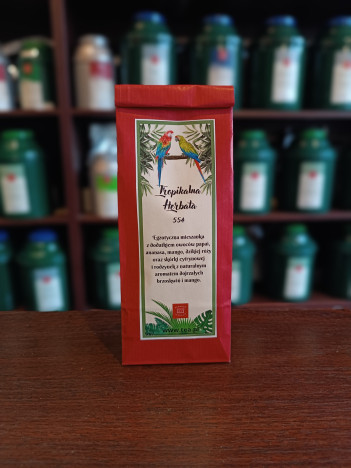 Tropikalna
Herbata
554
Egzotyczna mieszanka
z dodatkiem owoców papai,
ananasa, mango, dzikiej róży
oraz skórki cytrynowej
i rodzynek z naturalnym
aromatem dojrzałych
brzoskwiń i mango.